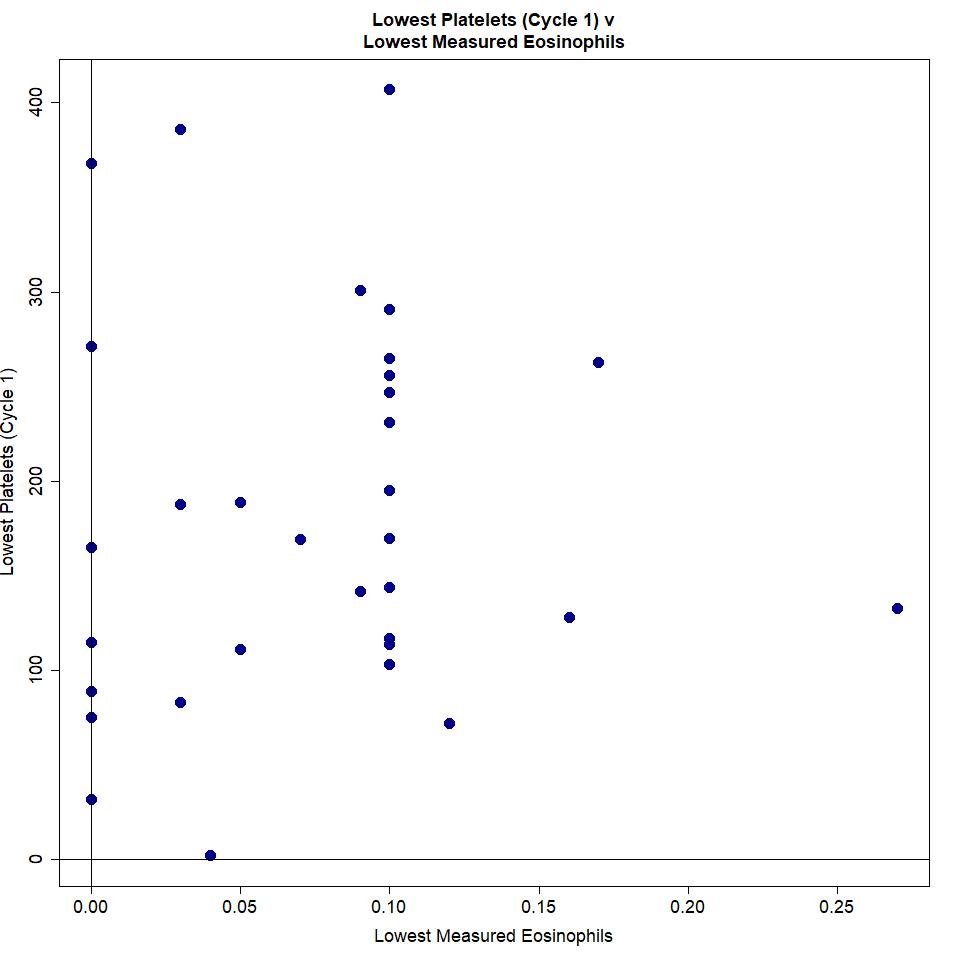 Lowest Platelets (Cycle 1) v
Lowest Measured Eosinophils
400
300
200
100
0
Lowest Platelets (Cycle 1)
0.00 0.05 0.10 0.15 0.20 0.25
Lowest Measured Eosinophils